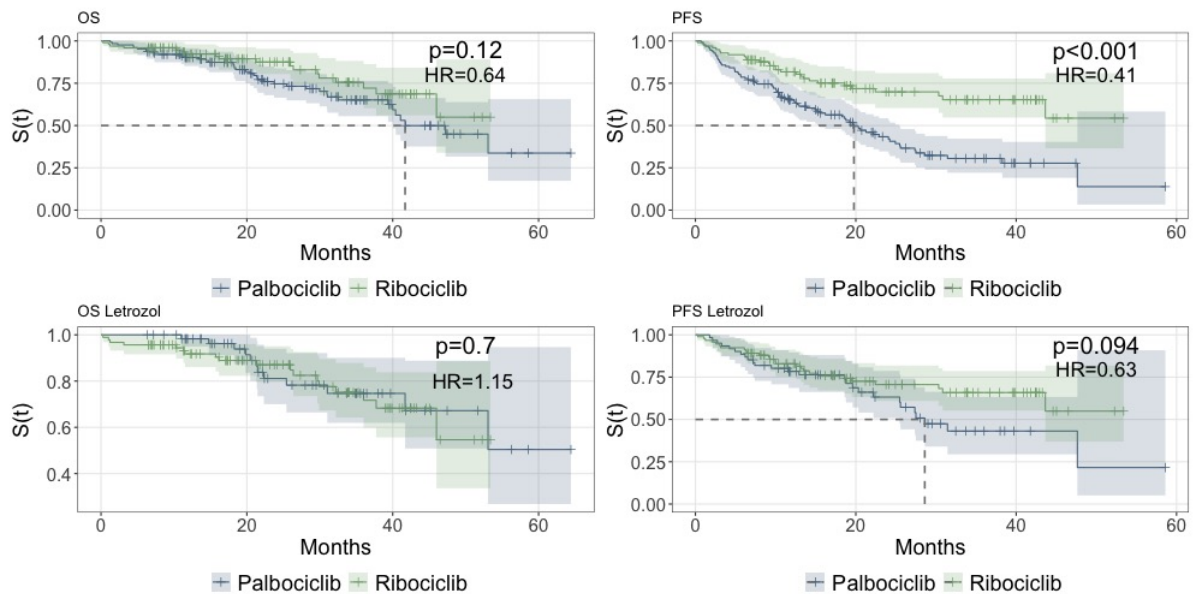 OS
1.00
0.75
0.50
0.25
0.00
S(t)
p=0.12
HR=0.64
0 20 40 60
Months
Palbociclib Ribociclib
PFS
1.00
0.75
0.50
0.25
0.00
S(t)
p<0.001
HR=0.41
0 20 40 60
Months
Palbociclib Ribociclib
OS Letrozol
1.0
0.8
0.6
0.4
S(t)
p=0.7
HR=1.15
0 20 40 60
Months
Palbociclib Ribociclib
PFS Letrozol
1.00
0.75
0.50
0.25
0.00
S(t)
p=0.094
HR=0.63
0 20 40 60
Months
Palbociclib Ribociclib